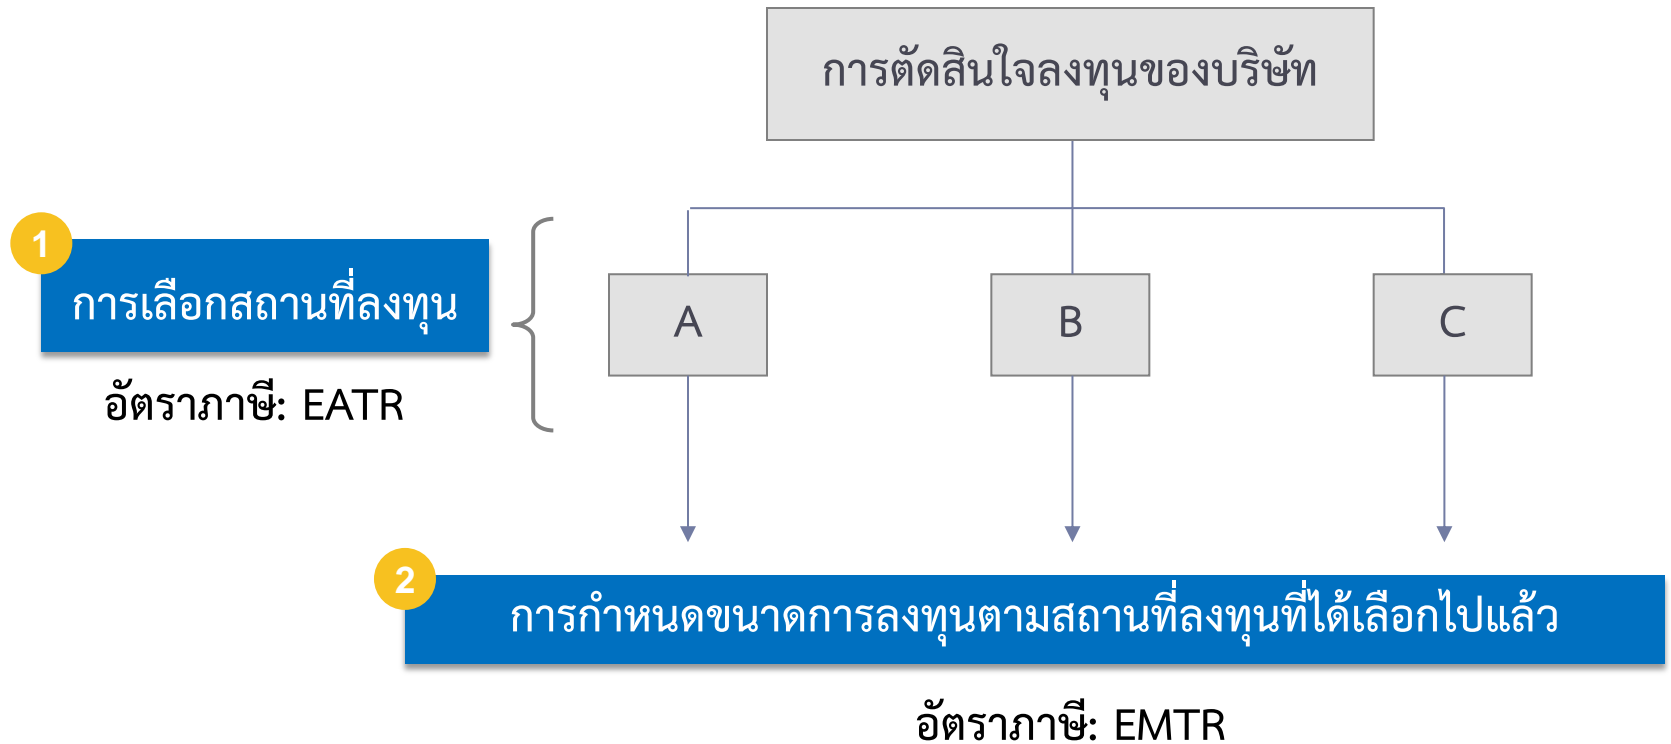 การตัดสินใจลงทุนของบริษัท
1
การเลือกสถานที่ลงทุน
อัตราภาษี: EATR
A
B
C
2
การกำหนดขนาดการลงทุนตามสถานที่ลงทุนที่ได้เลือกไปแล้ว
อัตราภาษี: EMTR